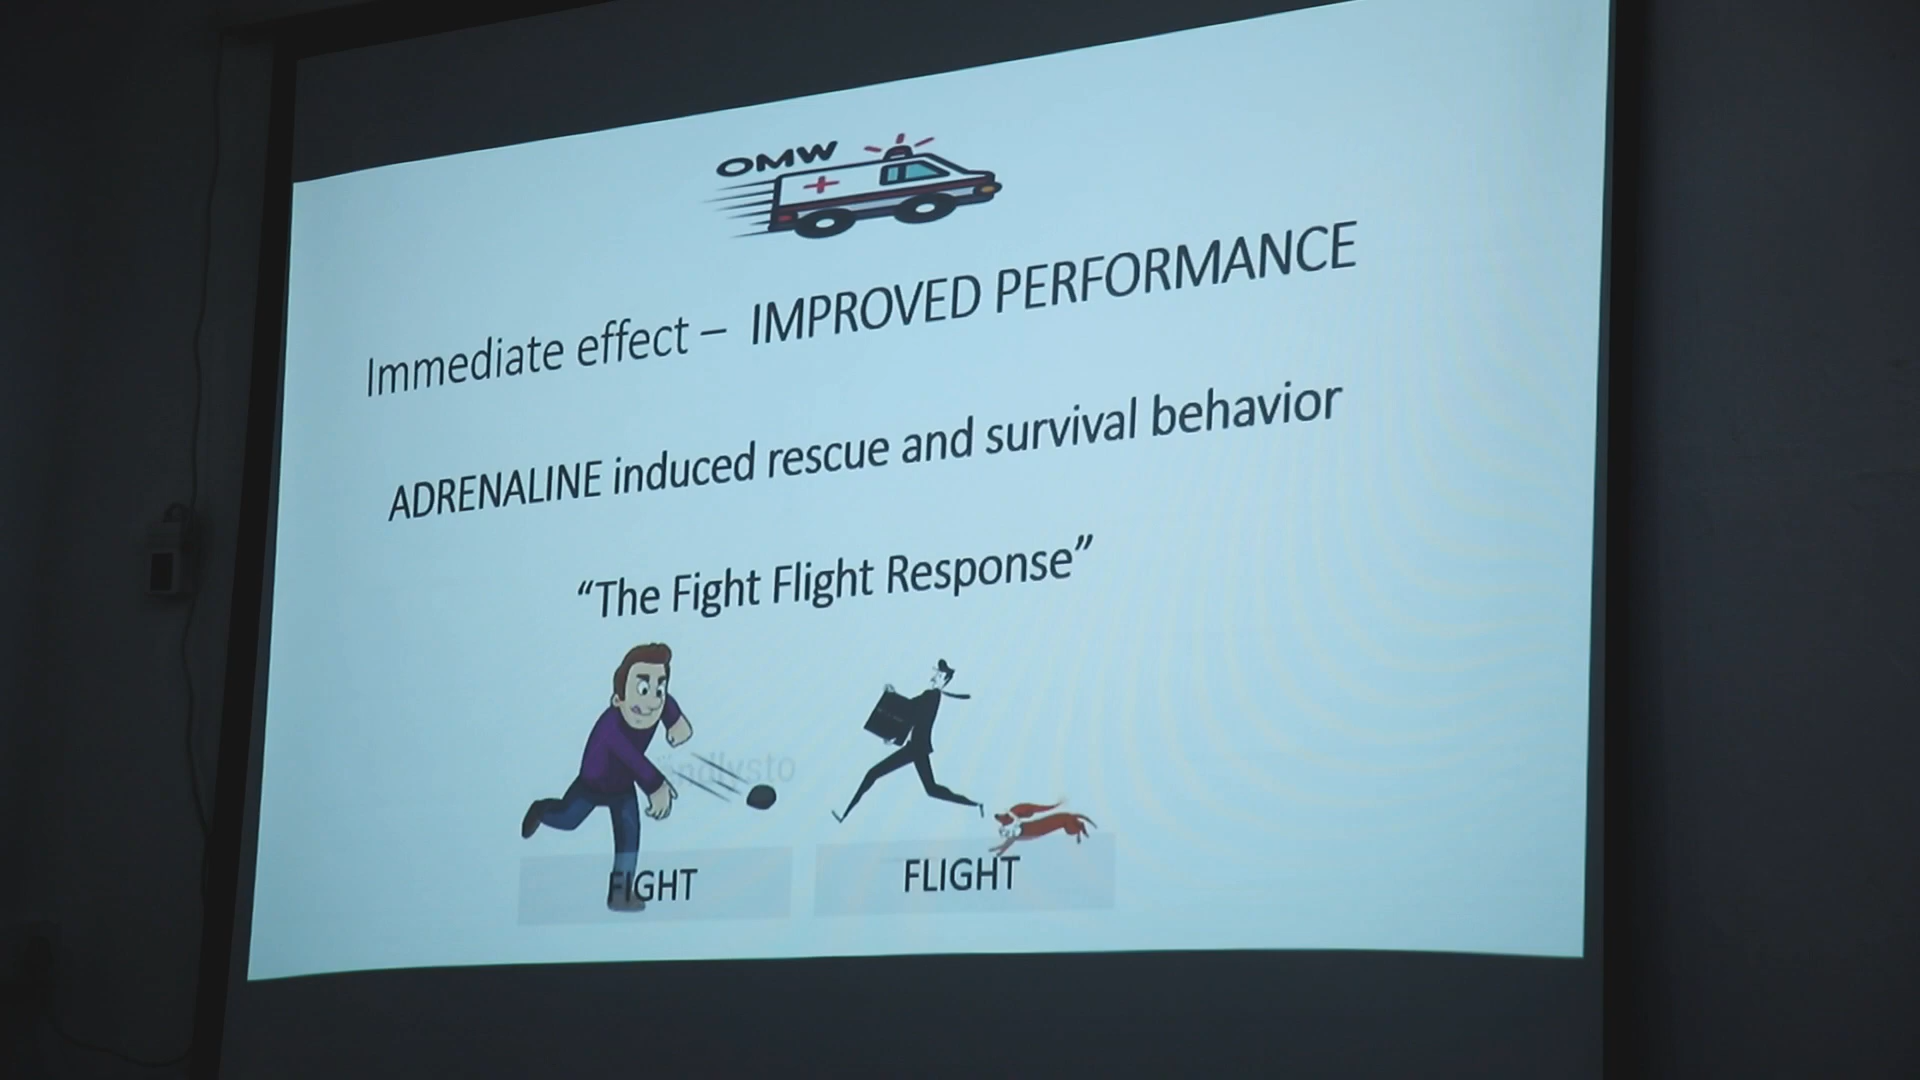 OMW
Immediate effect – IMPROVED PERFORMANCE
ADRENALINE induced rescue and survival behavior
“The Fight Flight Response”
FIGHT
FLIGHT